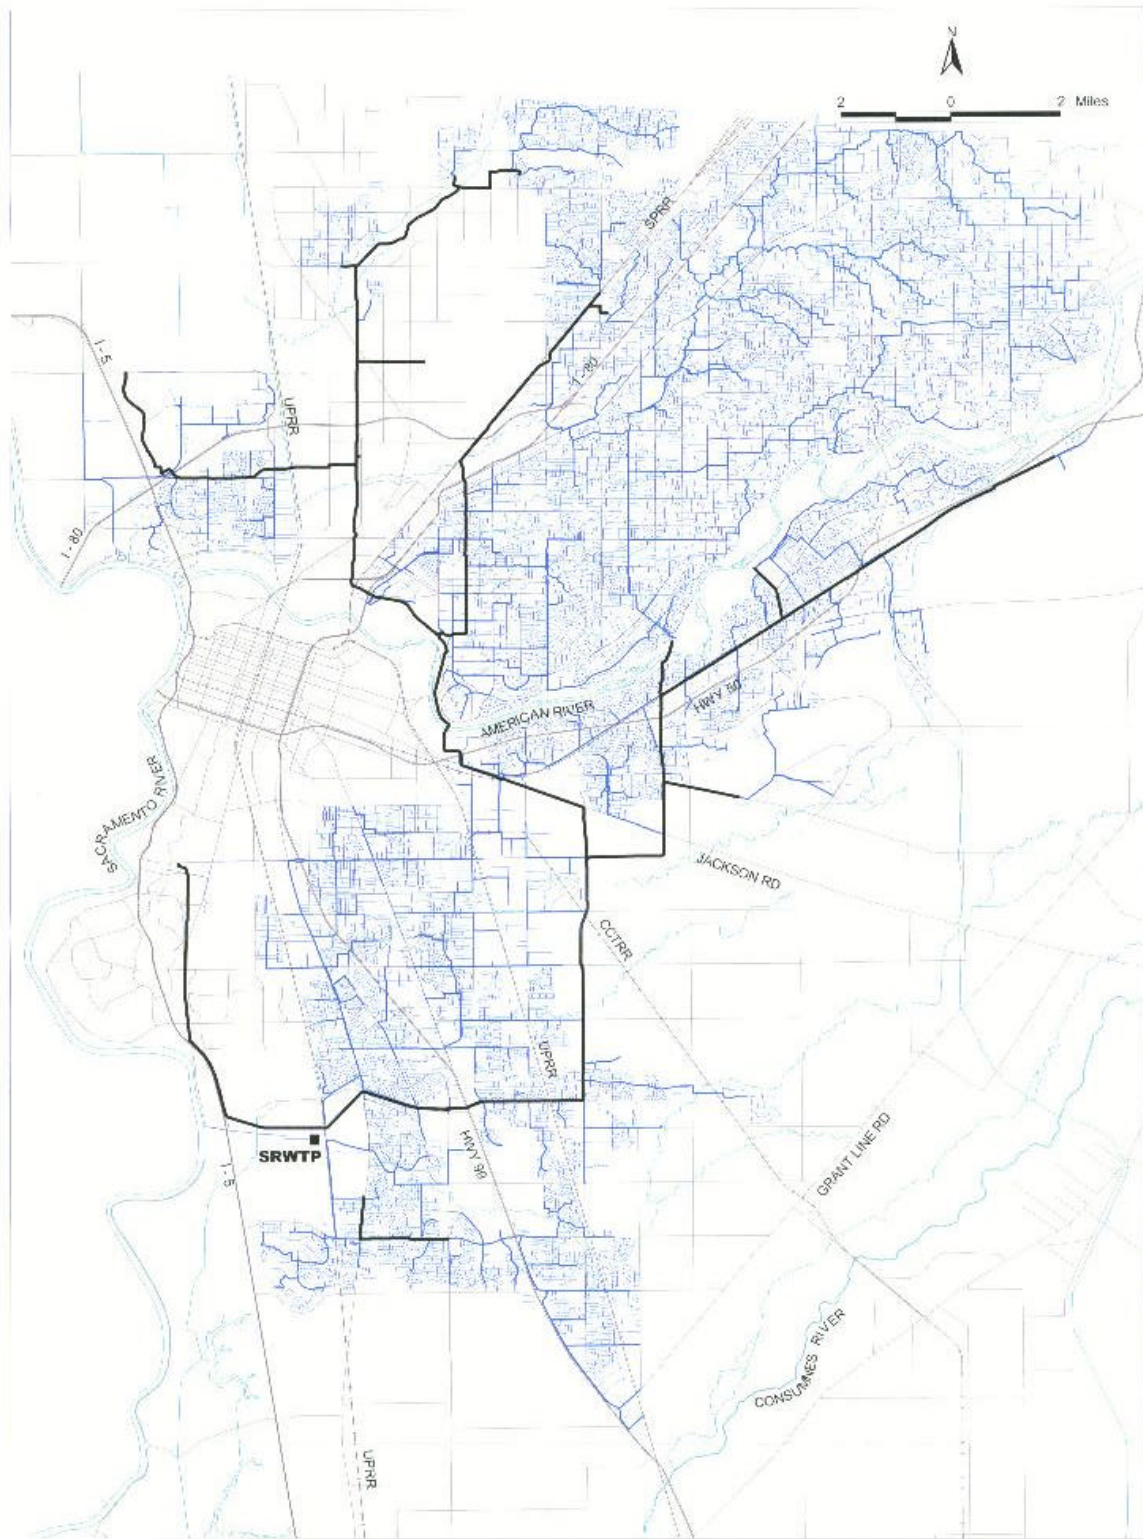 N
2 0 2 Miles
SPRR
I - 5
I - 80
UPRR
I - 80
AMERICAN RIVER
HWY 50
SACRAMENTO RIVER
JACKSON RD
CCTRR
UPRR
GRANT LINE RD
HWY 99
SRWTP
I - 5
CONSUMNES RIVER
UPRR